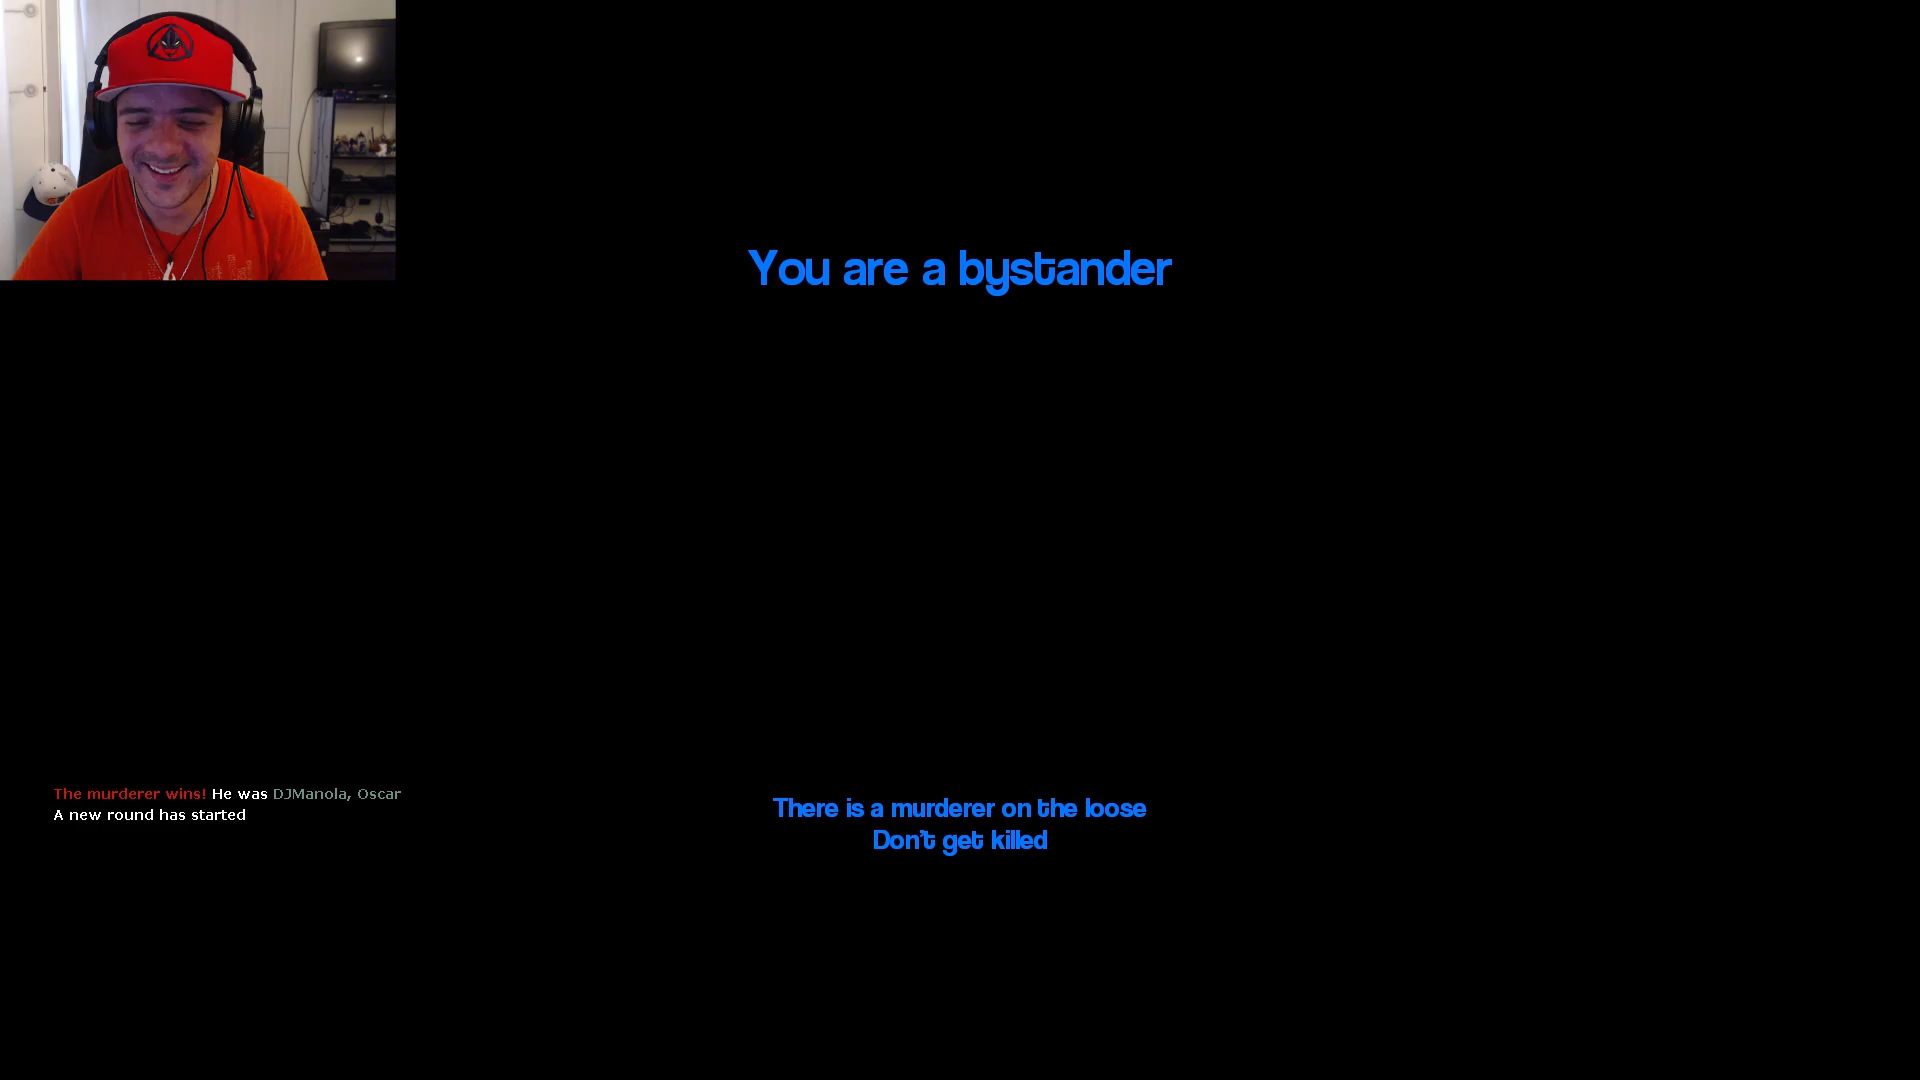 You are a bystander
The murderer wins! He was DJManola, Oscar
A new round has started
There is a murderer on the loose
Don't get killed